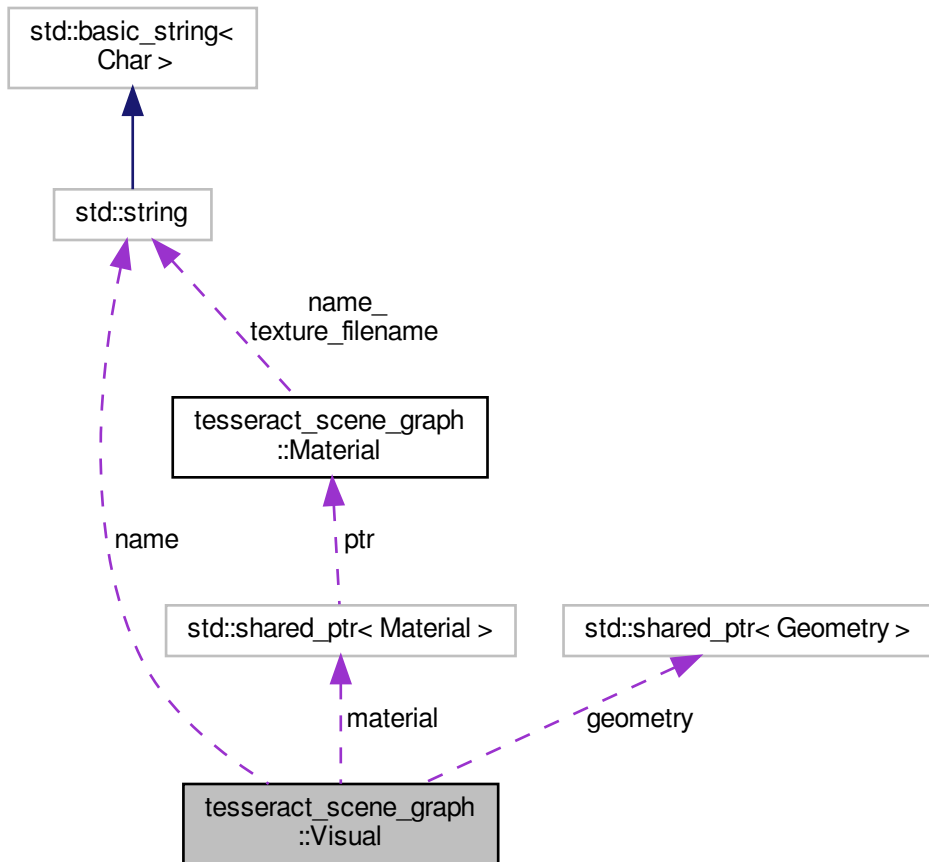 std::basic_string<
Char >
std::string
name_
texture_filename
tesseract_scene_graph
::Material
name
ptr
std::shared_ptr< Material >
std::shared_ptr< Geometry >
material
geometry
tesseract_scene_graph
::Visual